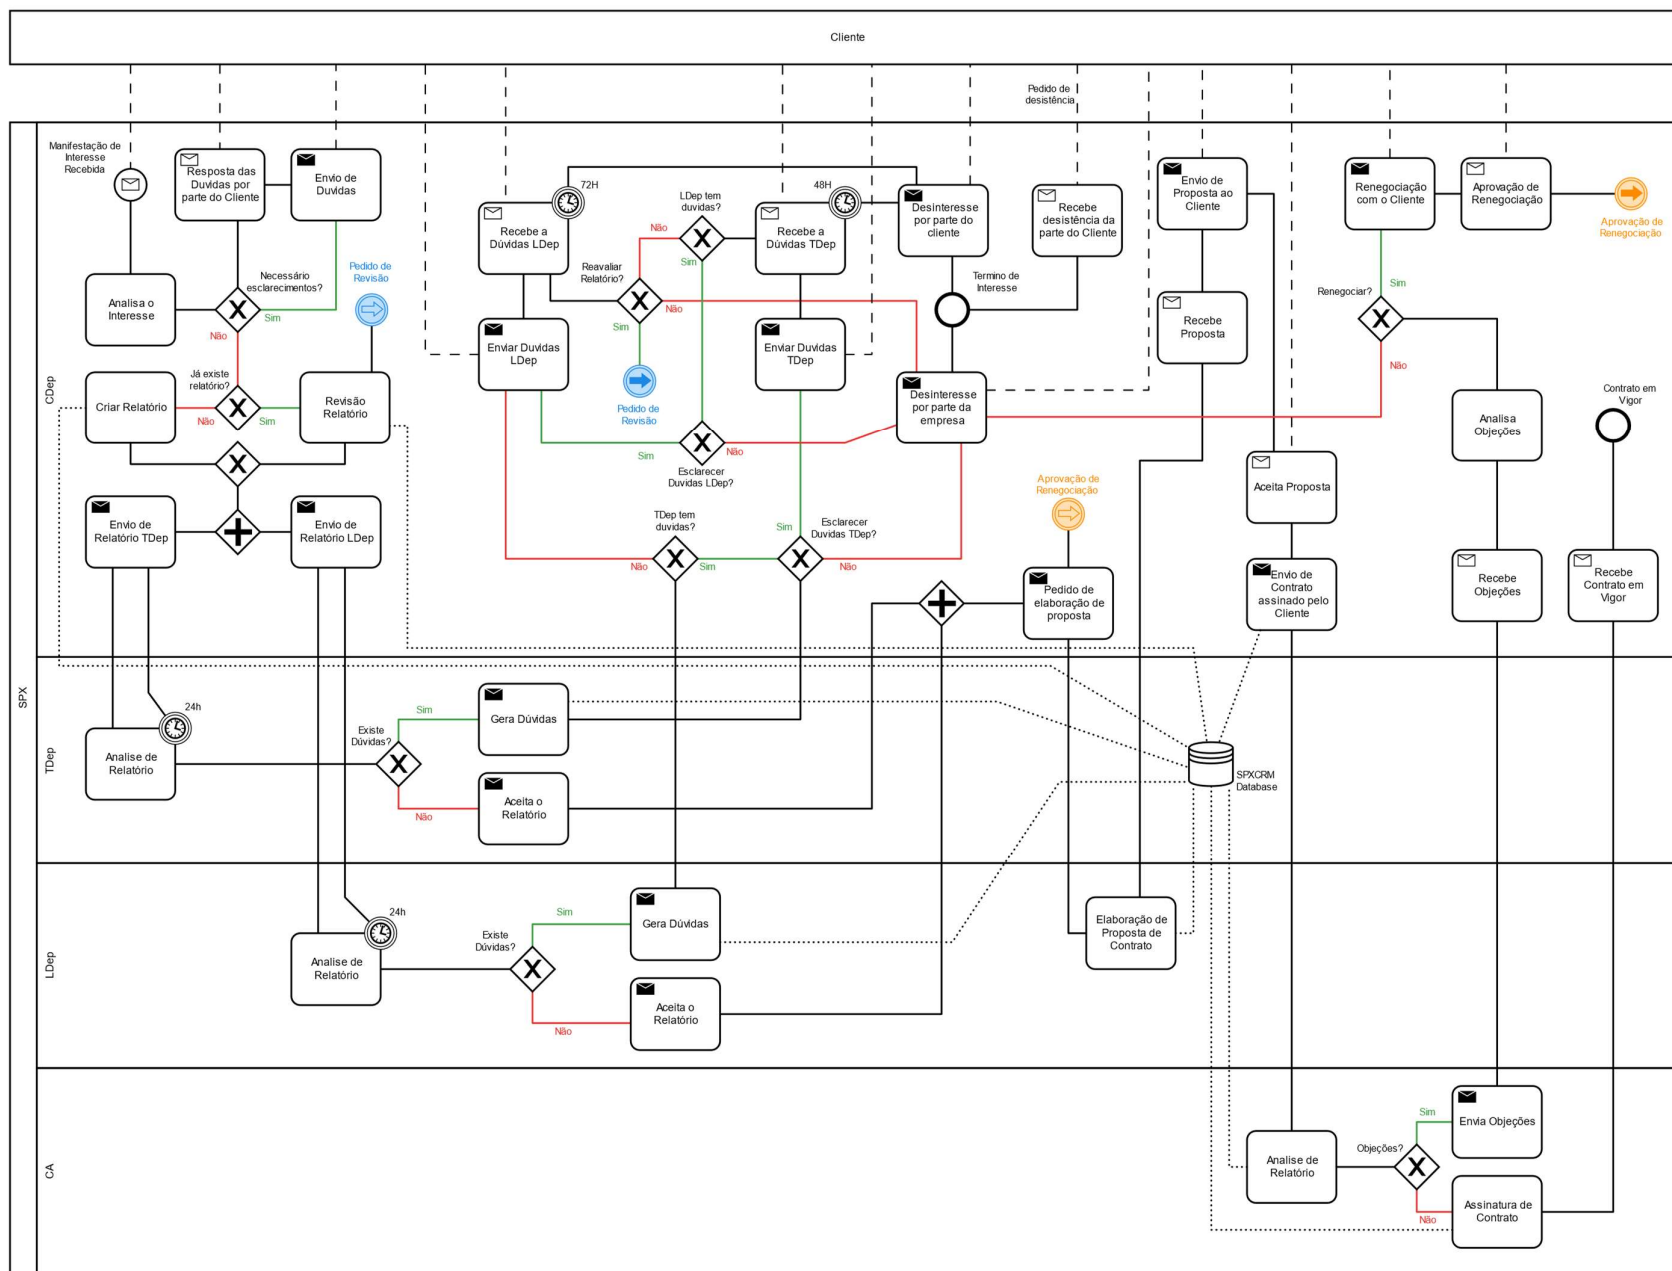 Cliente
Pedido de
desistência
SPX
CDep
Manifestação de
Interesse
Recebida
Resposta das
Duvidas por
parte do Cliente
Envio de
Duvidas
Analisa o
Interesse
Necessário
esclarecimentos?
Sim
Não
Pedido de
Revisão
Já existe
relatório?
Criar Relatório
Não
Sim
Revisão
Relatório
Envio de
Relatório TDep
Envio de
Relatório LDep
72H
Recebe a
Dúvidas LDep
LDep tem
duvidas?
Não
Sim
48H
Recebe a
Dúvidas TDep
Reavaliar
Relatório?
Não
Sim
Pedido de
Revisão
Enviar Duvidas
LDep
Enviar Duvidas
TDep
Desinteresse
por parte do
cliente
Recebe
desistência da
parte do Cliente
Termino de
Interesse
Desinteresse
por parte da
empresa
Sim
Não
Esclarecer
Duvidas LDep?
TDep tem
duvidas?
Não
Sim
Sim
Esclarecer
Duvidas TDep?
Não
Aprovação de
Renegociação
Pedido de
elaboração de
proposta
Envio de
Proposta ao
Cliente
Recebe
Proposta
Aceita Proposta
Envio de
Contrato
assinado pelo
Cliente
Renegociação
com o Cliente
Aprovação de
Renegociação
Aprovação de
Renegociação
Renegociar?
Sim
Não
Analisa
Objeções
Recebe
Objeções
Contrato em
Vigor
Recebe
Contrato em
Vigor
TDep
24h
Analise de
Relatório
Existe
Dúvidas?
Sim
Não
Gera Dúvidas
Aceita o
Relatório
SPXCRM
Database
LDep
24h
Analise de
Relatório
Existe
Dúvidas?
Sim
Não
Gera Dúvidas
Aceita o
Relatório
Elaboração de
Proposta de
Contrato
CA
Analise de
Relatório
Objeções?
Sim
Não
Envia Objeções
Assinatura de
Contrato